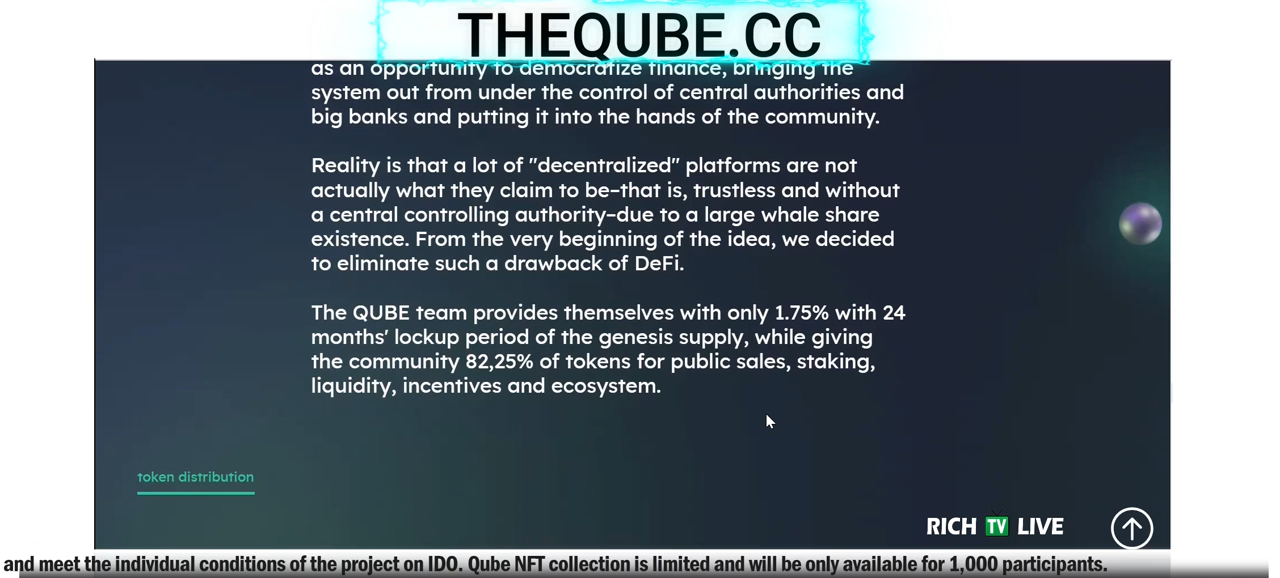 THEQUBE.CC
as an opportunity to democratize finance, bringing the
system out from under the control of central authorities and
big banks and putting it into the hands of the community.
Reality is that a lot of "decentralized" platforms are not
actually what they claim to be–that is, trustless and without
a central controlling authority–due to a large whale share
existence. From the very beginning of the idea, we decided
to eliminate such a drawback of DeFi.
The QUBE team provides themselves with only 1.75% with 24
months' lockup period of the genesis supply, while giving
the community 82,25% of tokens for public sales, staking,
liquidity, incentives and ecosystem.
token distribution
RICH TV LIVE
and meet the individual conditions of the project on IDO. Qube NFT collection is limited and will be only available for 1,000 participants.